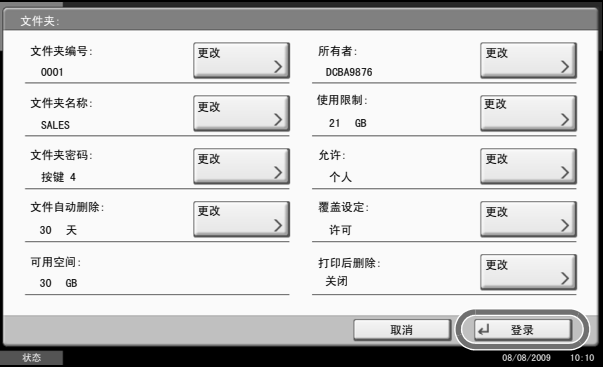 文件夹:
文件夹编号:
0001
更改
所有者:
DCBA9876
更改
文件夹名称:
SALES
更改
使用限制:
21 GB
更改
文件夹密码:
按键 4
更改
允许:
个人
更改
文件自动删除:
30 天
更改
覆盖设定:
许可
更改
可用空间:
30 GB
打印后删除:
关闭
更改
取消
登录
状态
08/08/2009 10:10